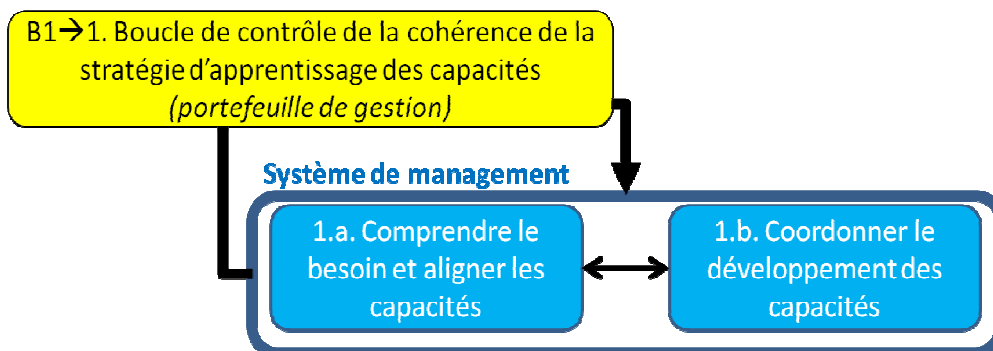 B1→1. Boucle de contrôle de la cohérence de la
stratégie d'apprentissage des capacités
(portefeuille de gestion)
Système de management
1.a. Comprendre le
besoin et aligner les
capacités
1.b. Coordonner le
développement des
capacités